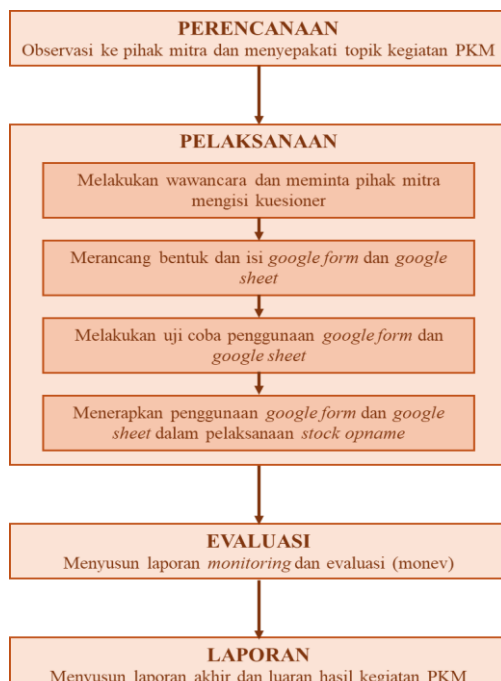 PERENCANAAN
Observasi ke pihak mitra dan menyepakati topik kegiatan PKM
PELAKSANAAN
Melakukan wawancara dan meminta pihak mitra
mengisi kuesioner
Merancang bentuk dan isi google form dan google
sheet
Melakukan uji coba penggunaan google form dan
google sheet
Menerapkan penggunaan google form dan google
sheet dalam pelaksanaan stock opname
EVALUASI
Menyusun laporan monitoring dan evaluasi (monev)
LAPORAN
Menyusun laporan akhir dan luaran hasil kegiatan PKM